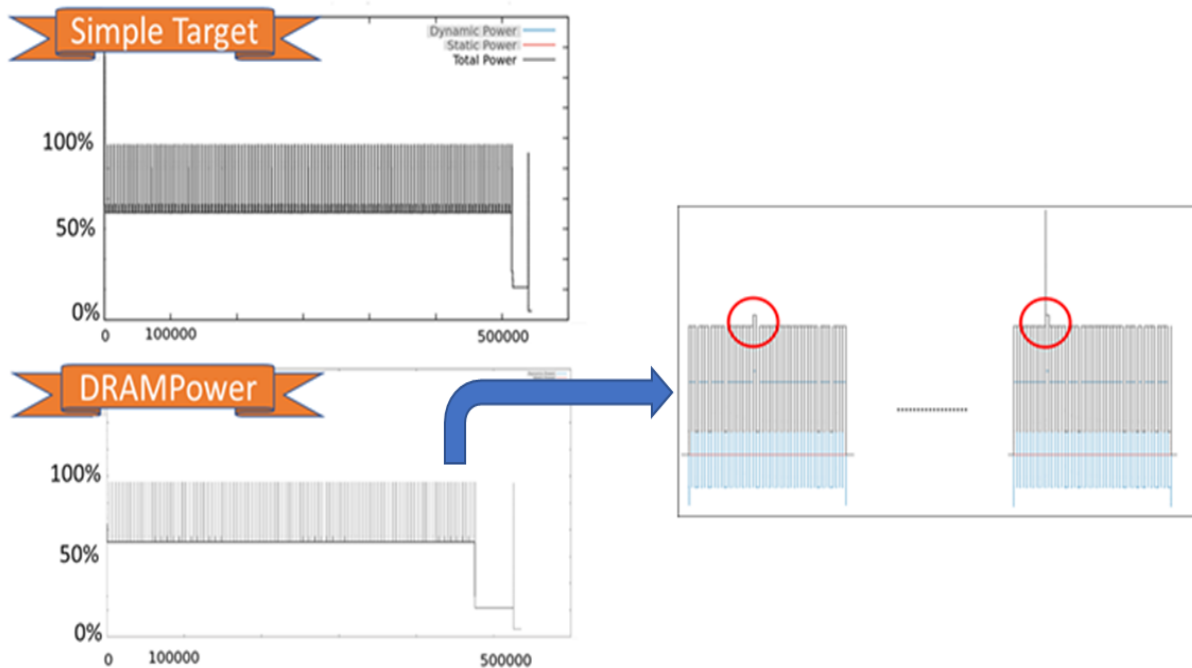 Simple Target
Dynamic Power
Static Power
Total Power
100%
50%
0%
0
100000
500000
DRAMPower
100%
50%
0%
0
100000
500000